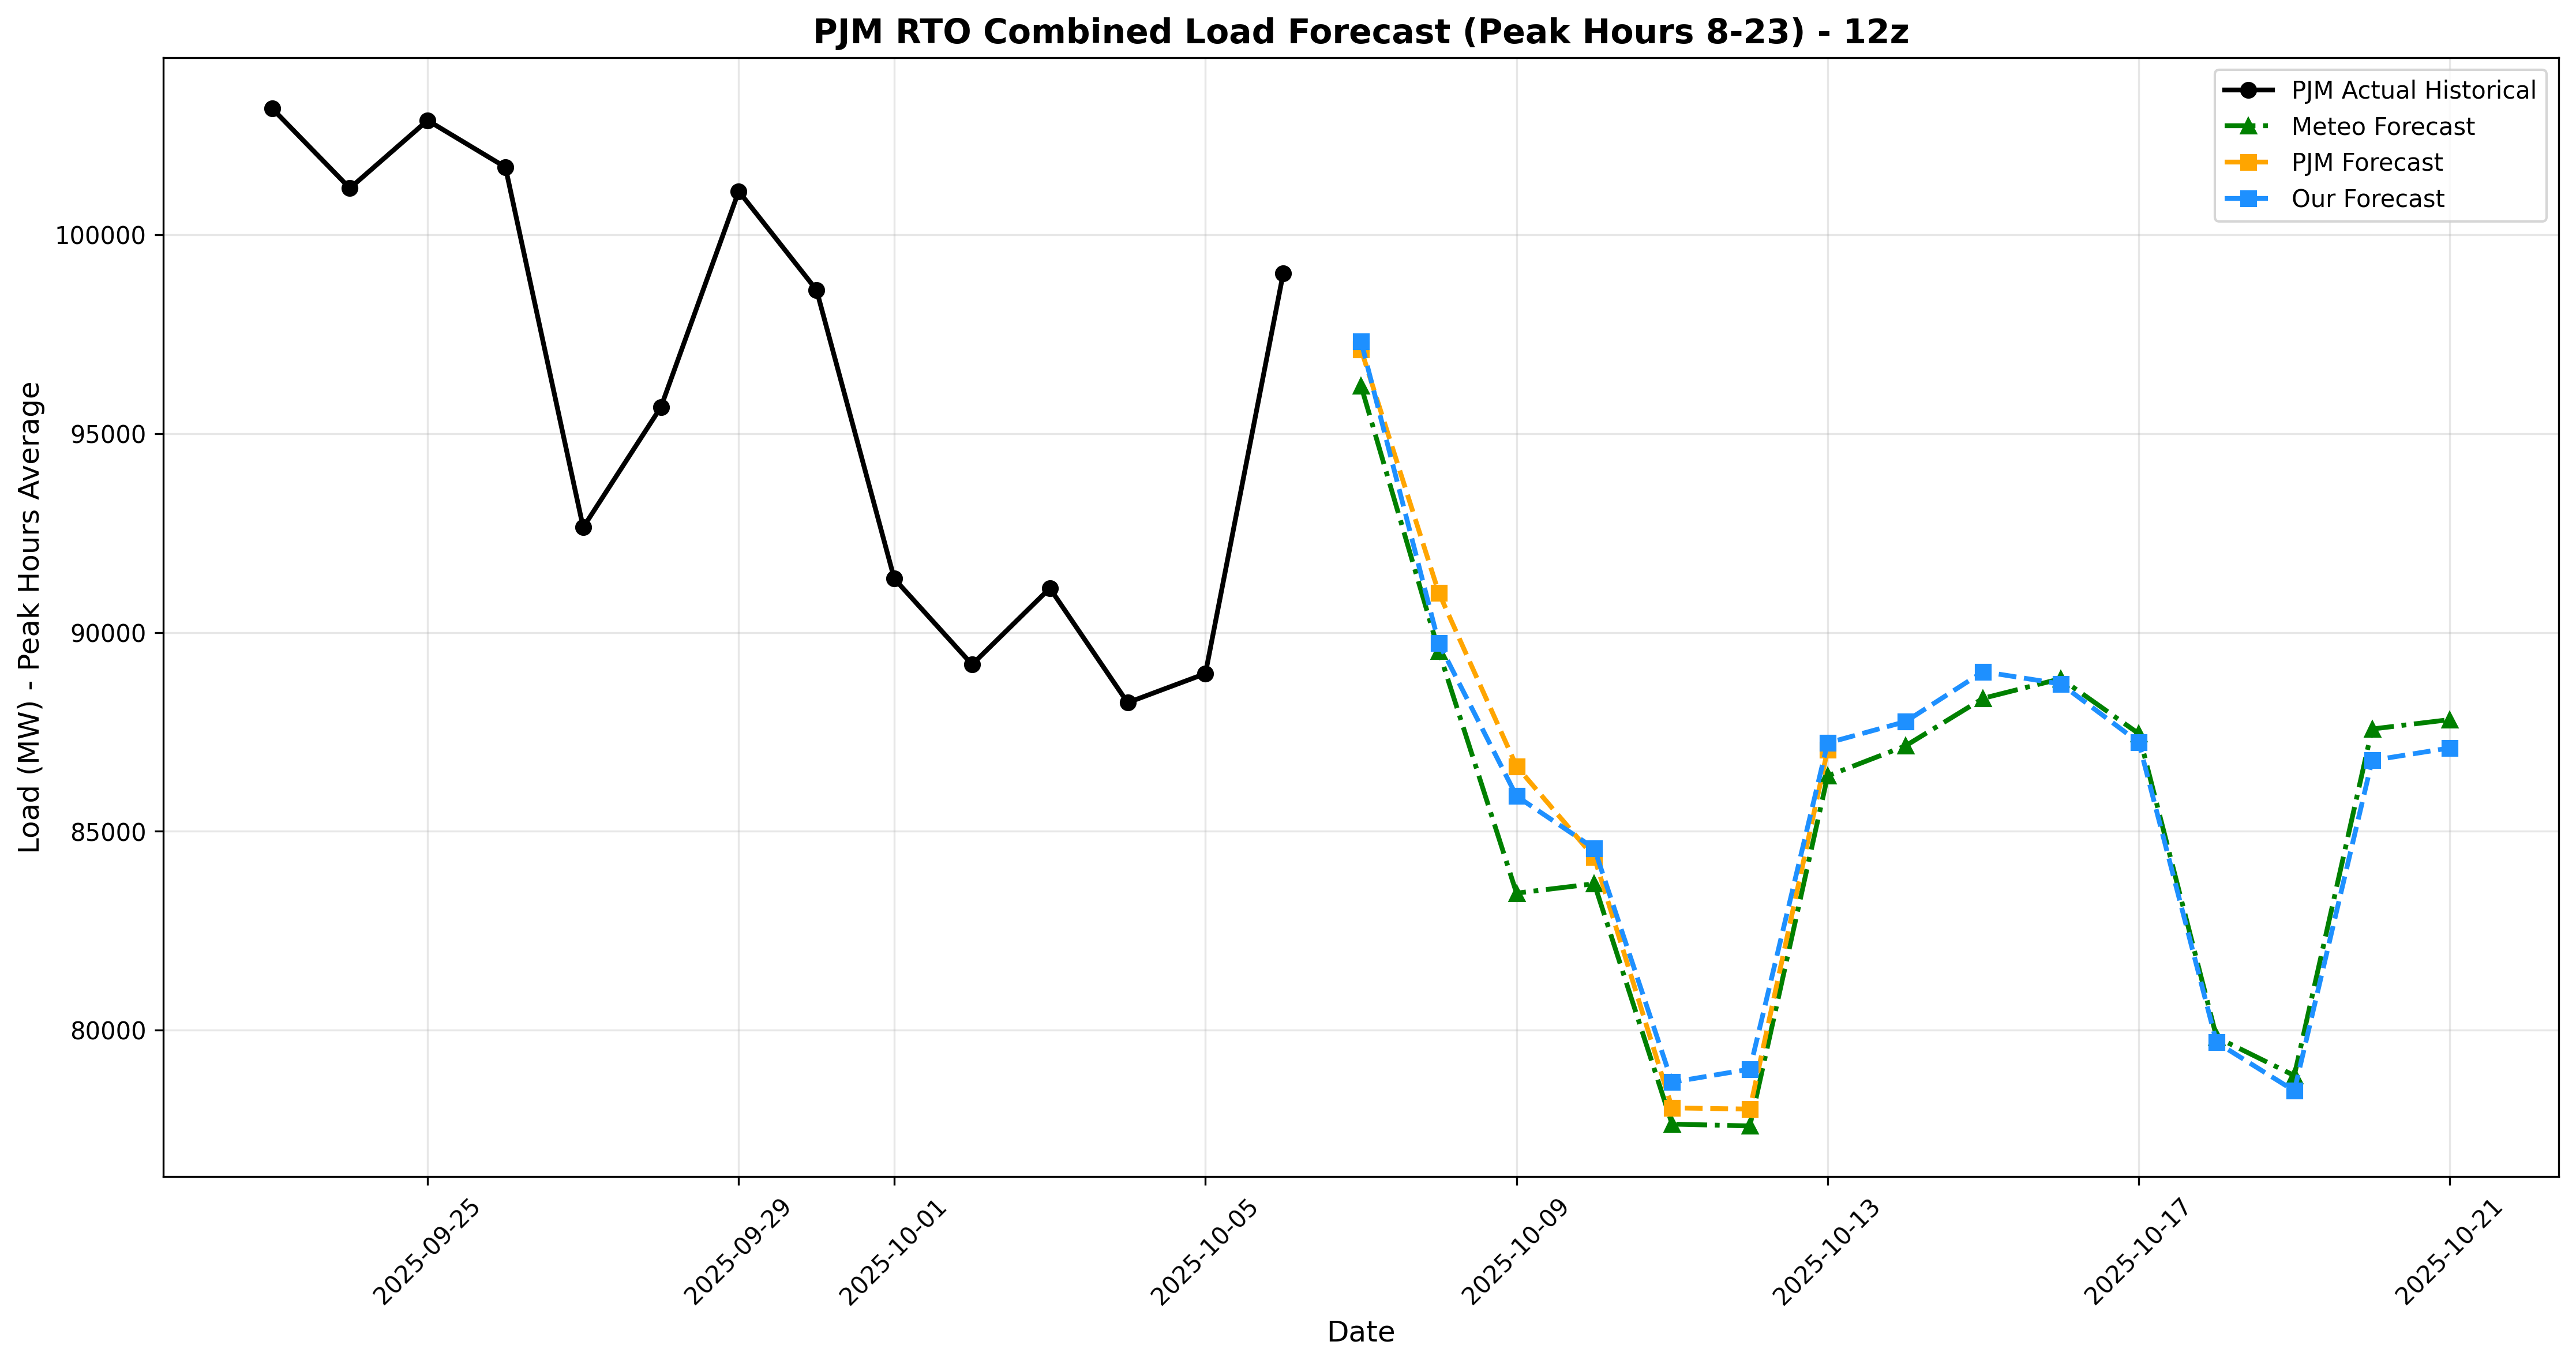 PJM RTO Combined Load Forecast (Peak Hours 8-23) - 12z
PJM Actual Historical
Meteo Forecast
PJM Forecast
Our Forecast
Load (MW) - Peak Hours Average
100000
95000
90000
85000
80000
2025-09-25
2025-09-29
2025-10-01
2025-10-05
2025-10-09
2025-10-13
2025-10-17
2025-10-21
Date